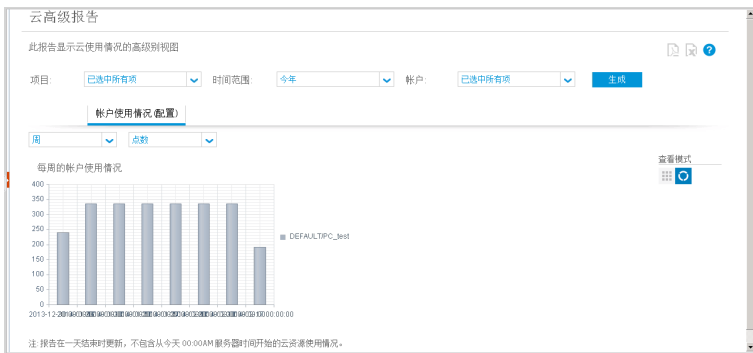 云高级报告
此报告显示云使用情况的高级别视图
项目: 已选中所有项 时间范围: 今年 帐户: 已选中所有项 生成
帐户使用情况(配置)
周 点数
查看模式
每周的帐户使用情况
400
350
300
250
200
150
100
50
0
DEFAULT/PC_test
2013-12-
注: 报告在一天结束时更新，不包含从今天 00:00AM 服务器时间开始的云资源使用情况。